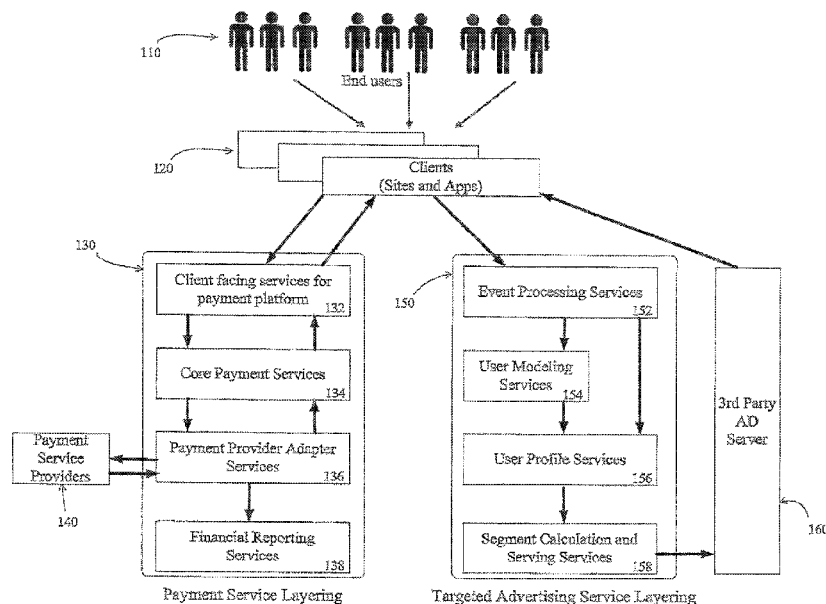 110
End users
120
Clients
(Sites and Apps)
130
Client facing services for
payment platform
132
Core Payment Services
134
Payment Provider Adapter
Services
136
Financial Reporting
Services
138
Payment Service Layering
Payment
Service
Providers
140
150
Event Processing Services
152
User Modeling
Services
154
User Profile Services
156
Segment Calculation and
Serving Services
158
Targeted Advertising Service Layering
3rd Party
AD
Server
160